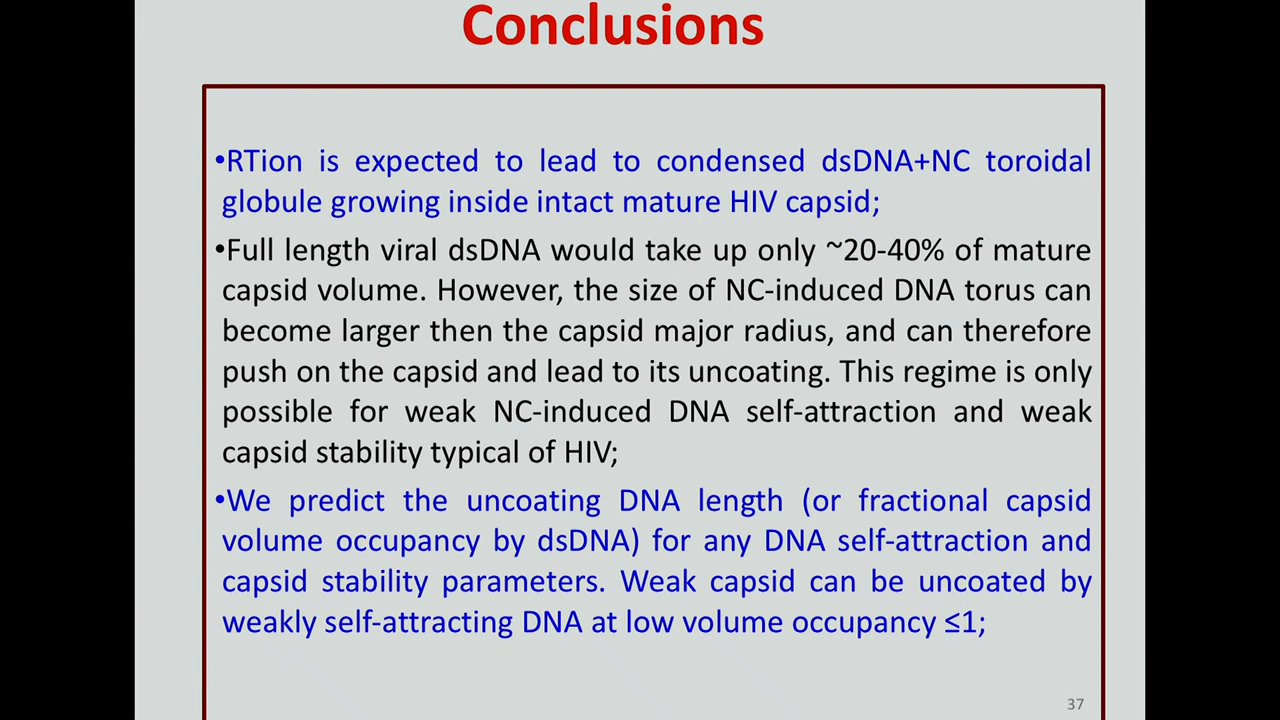 Conclusions
•RTion is expected to lead to condensed dsDNA+NC toroidal
globule growing inside intact mature HIV capsid;
•Full length viral dsDNA would take up only ~20-40% of mature
capsid volume. However, the size of NC-induced DNA torus can
become larger then the capsid major radius, and can therefore
push on the capsid and lead to its uncoating. This regime is only
possible for weak NC-induced DNA self-attraction and weak
capsid stability typical of HIV;
•We predict the uncoating DNA length (or fractional capsid
volume occupancy by dsDNA) for any DNA self-attraction and
capsid stability parameters. Weak capsid can be uncoated by
weakly self-attracting DNA at low volume occupancy ≤1;
37